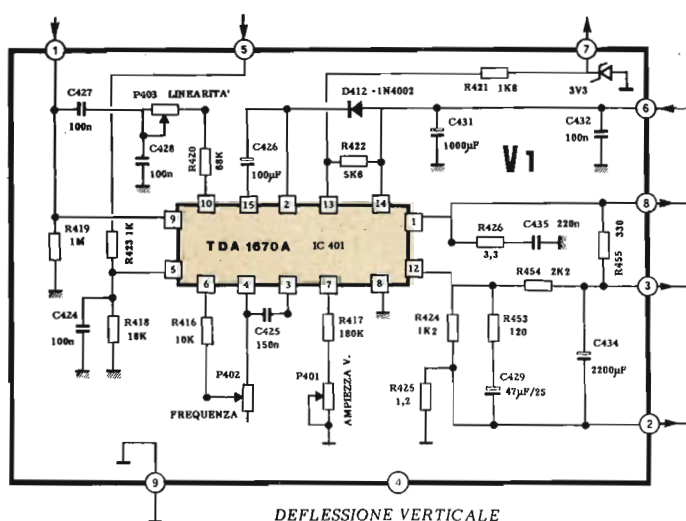 1
5
7
C427
100n
P403 LINEARITA'
C428
100n
R420
68K
C426
100µF
D412 -1N4002
R422
5K6
R421 1K8
3V3
6
C431
1000µF
C432
100n
V1
R419
1M
R423 1K
10
15
2
13
14
9
5
TDA 1670A IC 401
1
12
6
4
3
7
8
8
R426
3,3
C435 220n
R455 330
R454 2K2
3
C424
100n
R418
18K
R416
10K
P402
FREQUENZA
C425
150n
R417
180K
P401
AMPIEZZA V.
R424
1K2
R453
120
R425
1,2
C429
47µF/25
C434
2200µF
2
9
4
DEFLESSIONE VERTICALE